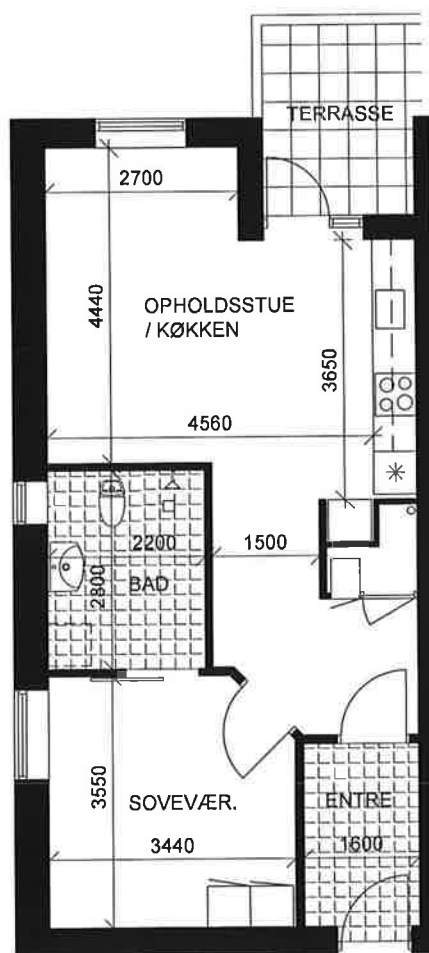 TERRASSE
2700
OPHOLDSSTUE
/ KØKKEN
4440
3650
4560
2200
1500
2800
BAD
3550
SOVEVÆR.
ENTRE
3440
1600